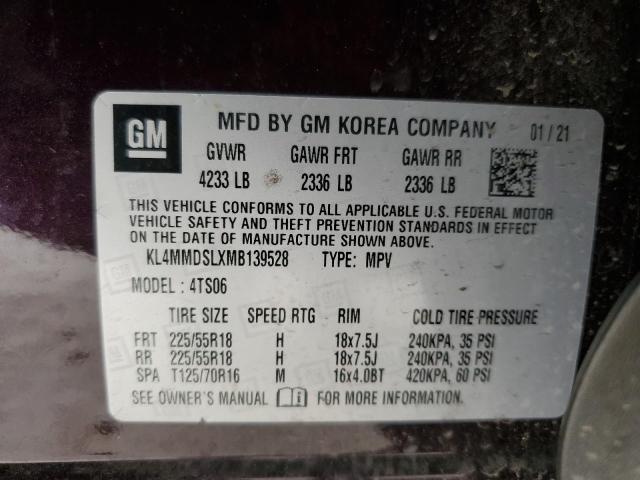 GM MFD BY GM KOREA COMPANY 01/21
GVWR GAWR FRT GAWR RR
4233 LB 2336 LB 2336 LB
THIS VEHICLE CONFORMS TO ALL APPLICABLE U.S. FEDERAL MOTOR
VEHICLE SAFETY AND THEFT PREVENTION STANDARDS IN EFFECT
ON THE DATE OF MANUFACTURE SHOWN ABOVE.
KL4MMDSLXMB139528 TYPE: MPV
MODEL : 4TS06
TIRE SIZE SPEED RTG RIM COLD TIRE PRESSURE
FRT 225/55R18 H 18x7.5J 240KPA, 35 PSI
RR 225/55R18 H 18x7.5J 240KPA, 35 PSI
SPA T125/70R16 M 16x4.0BT 420KPA, 60 PSI
SEE OWNER'S MANUAL FOR MORE INFORMATION.